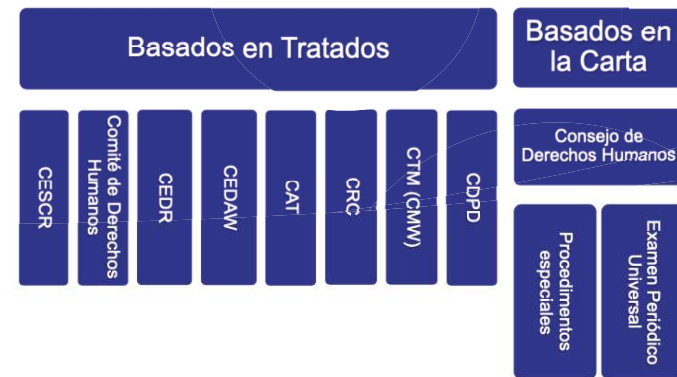 Basados en Tratados
Basados en
la Carta
CESCR
Comité de Derechos
Humanos
CEDR
CEDAW
CAT
CRC
CTM (CMW)
CDPD
Consejo de
Derechos Humanos
Procedimentos
especiales
Examen Periódico
Universal